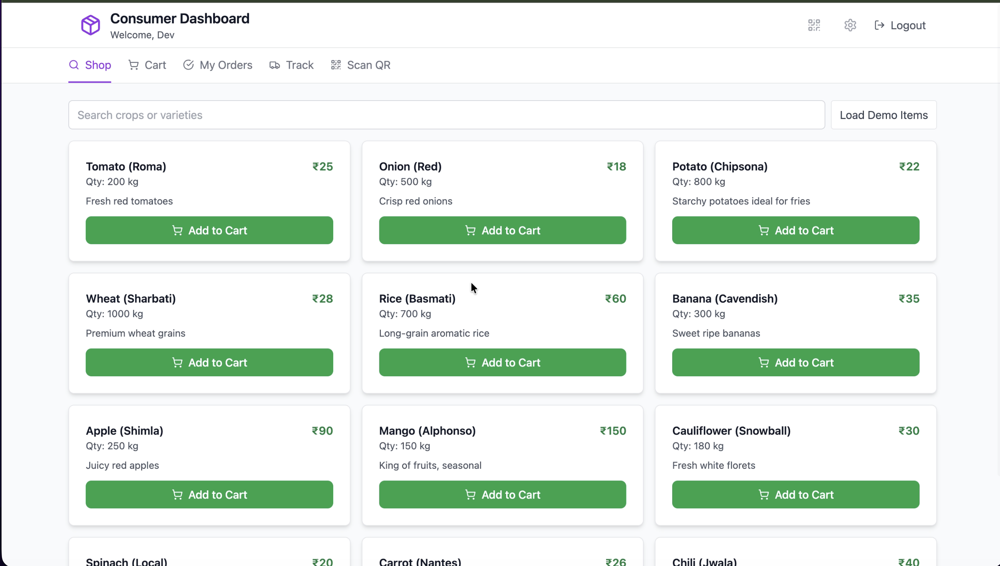 Consumer Dashboard
Welcome, Dev
Logout
Shop
Cart
My Orders
Track
Scan QR
Search crops or varieties
Load Demo Items
Tomato (Roma) ₹25
Qty: 200 kg
Fresh red tomatoes
Add to Cart
Onion (Red) ₹18
Qty: 500 kg
Crisp red onions
Add to Cart
Potato (Chipsona) ₹22
Qty: 800 kg
Starchy potatoes ideal for fries
Add to Cart
Wheat (Sharbati) ₹28
Qty: 1000 kg
Premium wheat grains
Add to Cart
Rice (Basmati) ₹60
Qty: 700 kg
Long-grain aromatic rice
Add to Cart
Banana (Cavendish) ₹35
Qty: 300 kg
Sweet ripe bananas
Add to Cart
Apple (Shimla) ₹90
Qty: 250 kg
Juicy red apples
Add to Cart
Mango (Alphonso) ₹150
Qty: 150 kg
King of fruits, seasonal
Add to Cart
Cauliflower (Snowball) ₹30
Qty: 180 kg
Fresh white florets
Add to Cart
Spinach (Local) ₹20
Carrot (Nantes) ₹26
Chili (Jwala) ₹40